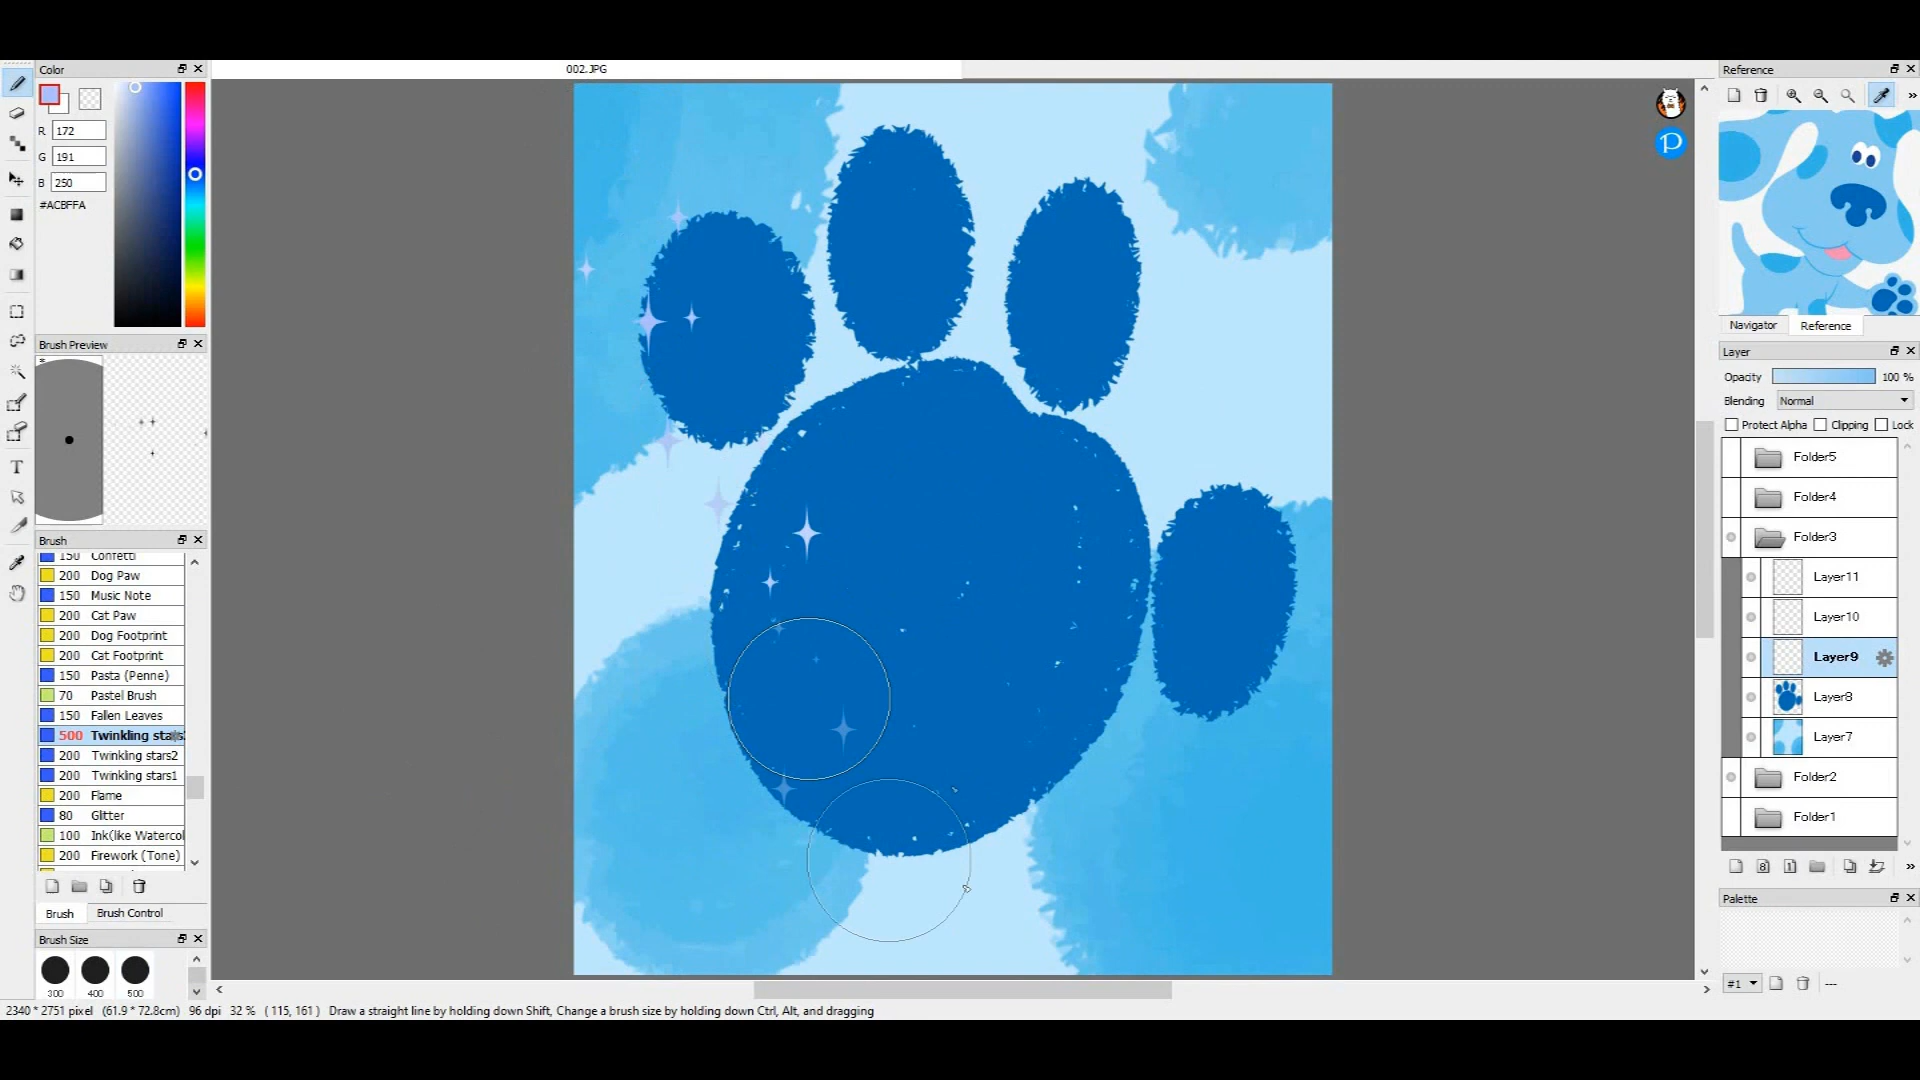 Color
002.JPG
Reference
R 172
G 191
B 250
#ACBFFA
Navigator
Reference
Brush Preview
Layer
Opacity 100 %
Blending Normal
Protect Alpha Clipping Lock
Folder5
Folder4
Folder3
Layer11
Layer10
Layer9
Layer8
Layer7
Folder2
Folder1
Brush
150 Confetti
200 Dog Paw
150 Music Note
200 Cat Paw
200 Dog Footprint
200 Cat Footprint
150 Pasta (Penne)
70 Pastel Brush
150 Fallen Leaves
500 Twinkling stars
200 Twinkling stars2
200 Twinkling stars1
200 Flame
80 Glitter
100 Ink(like Watercol
200 Firework (Tone)
Brush
Brush Control
Palette
Brush Size
300
400
500
#1
---
2340 * 2751 pixel (61.9 * 72.8cm) 96 dpi 32 % ( 115, 161 ) Draw a straight line by holding down Shift, Change a brush size by holding down Ctrl, Alt, and dragging